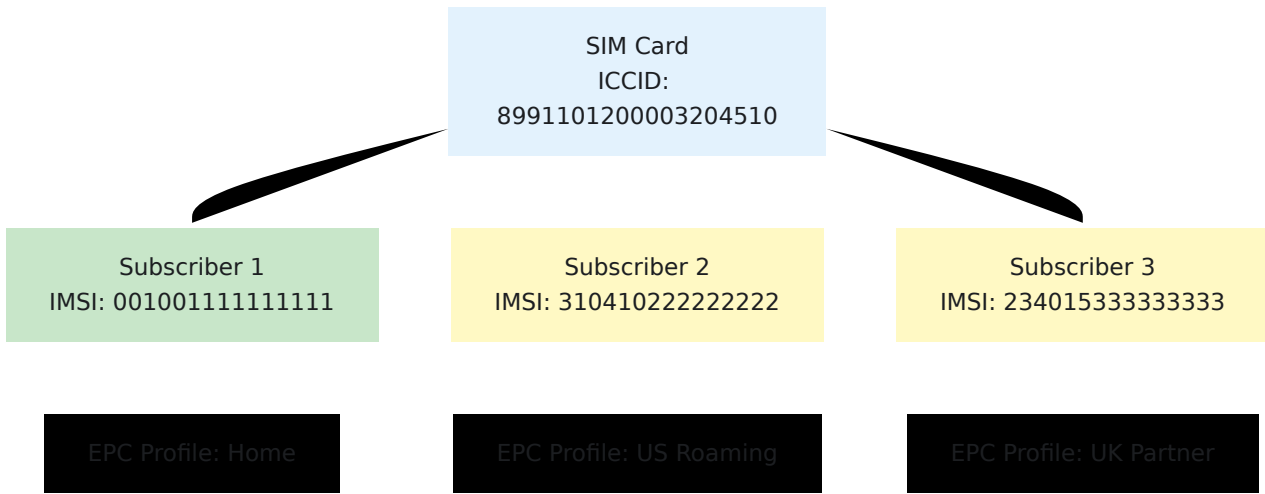 SIM Card
ICCID:
8991101200003204510
Subscriber 1
IMSI: 001001111111111
Subscriber 2
IMSI: 310410222222222
Subscriber 3
IMSI: 234015333333333
EPC Profile: Home
EPC Profile: US Roaming
EPC Profile: UK Partner